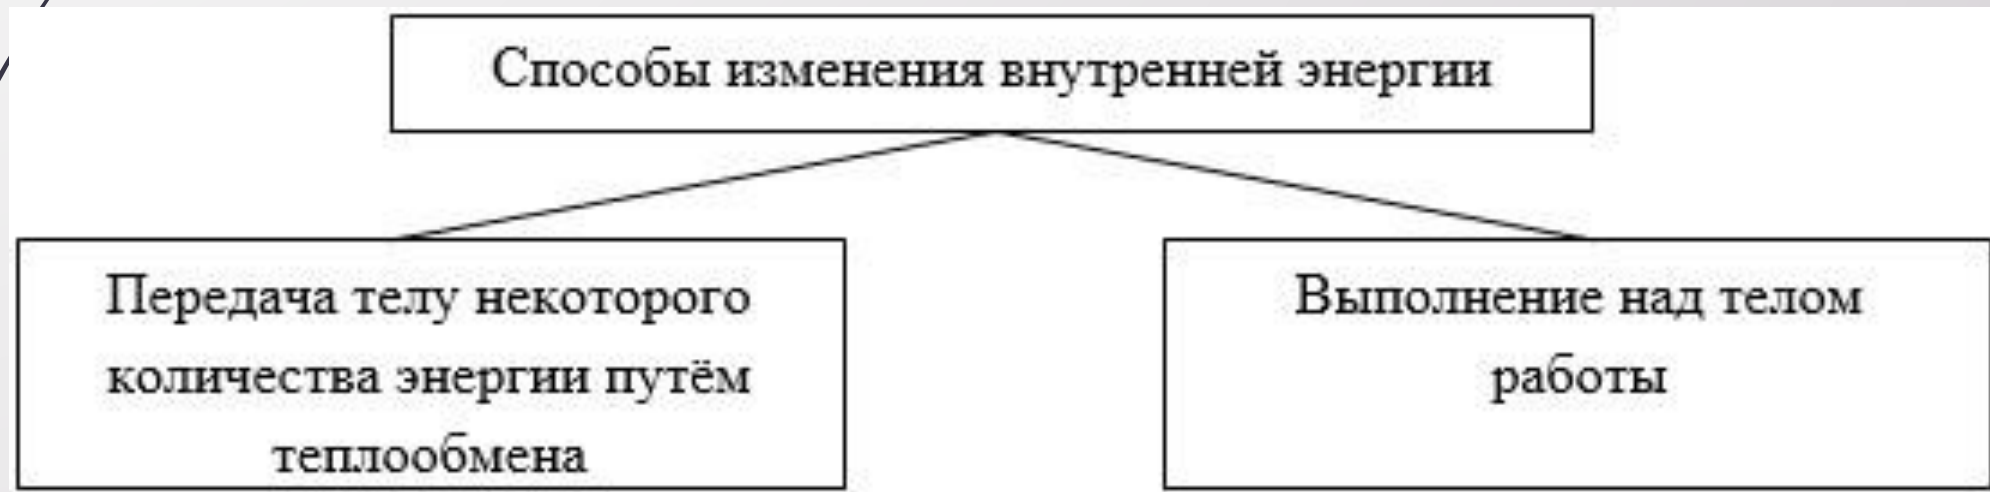 Способы изменения внутренней энергии
Передача телу некоторого
количества энергии путём
теплообмена
Выполнение над телом
работы